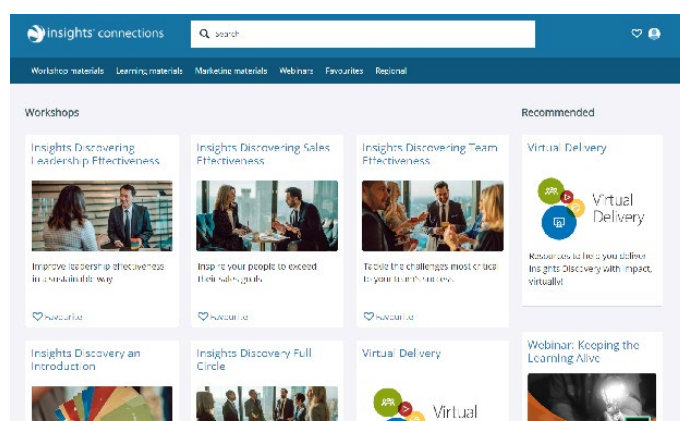 insights® connections
Search
Workshop materials Learning materials Marketing materials Webinars Favourites Regional
Workshops
Insights Discovering
Leadership Effectiveness
Improve leadership effectiveness
in a sustainable way
Favourite
Insights Discovering Sales
Effectiveness
Inspire your people to exceed
their sales goals
Favourite
Insights Discovering Team
Effectiveness
Tackle the challenges most critical
to your team's success
Favourite
Insights Discovery an
Introduction
Insights Discovery Full
Circle
Virtual Delivery
Virtual
Recommended
Virtual Delivery
Virtual
Delivery
Resources to help you deliver
Insights Discovery with impact,
virtually!
Webinar: Keeping the
Learning Alive